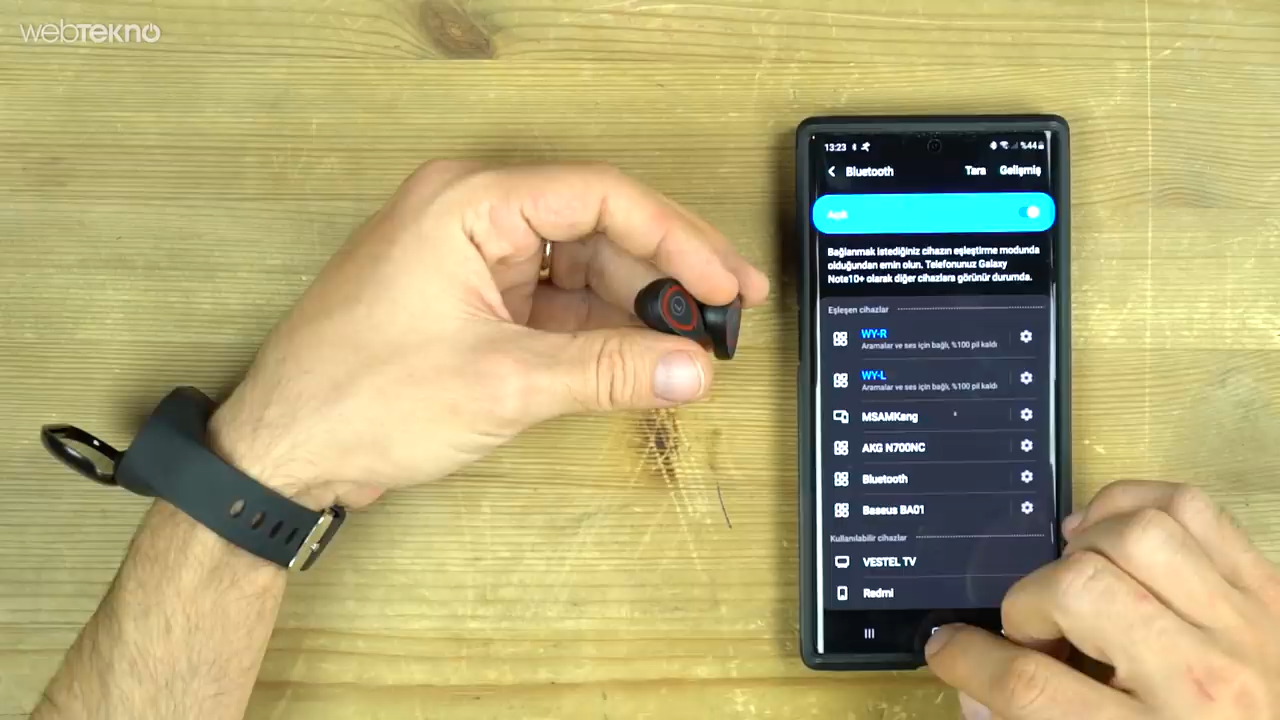 webtekno
13:23 %44
Bluetooth Tara Gelişmiş
Açık
Bağlanmak istediğiniz cihazın eşleştirme modunda
olduğundan emin olun. Telefonunuz Galaxy
Note10+ olarak diğer cihazlara görünür durumda.
Eşleşen cihazlar
WY-R
Aramalar ve ses için bağlı, %100 pil kaldı
WY-L
Aramalar ve ses için bağlı, %100 pil kaldı
MSAMKang
AKG N700NC
Bluetooth
Baseus BA01
Kullanılabilir cihazlar
VESTEL TV
Redmi